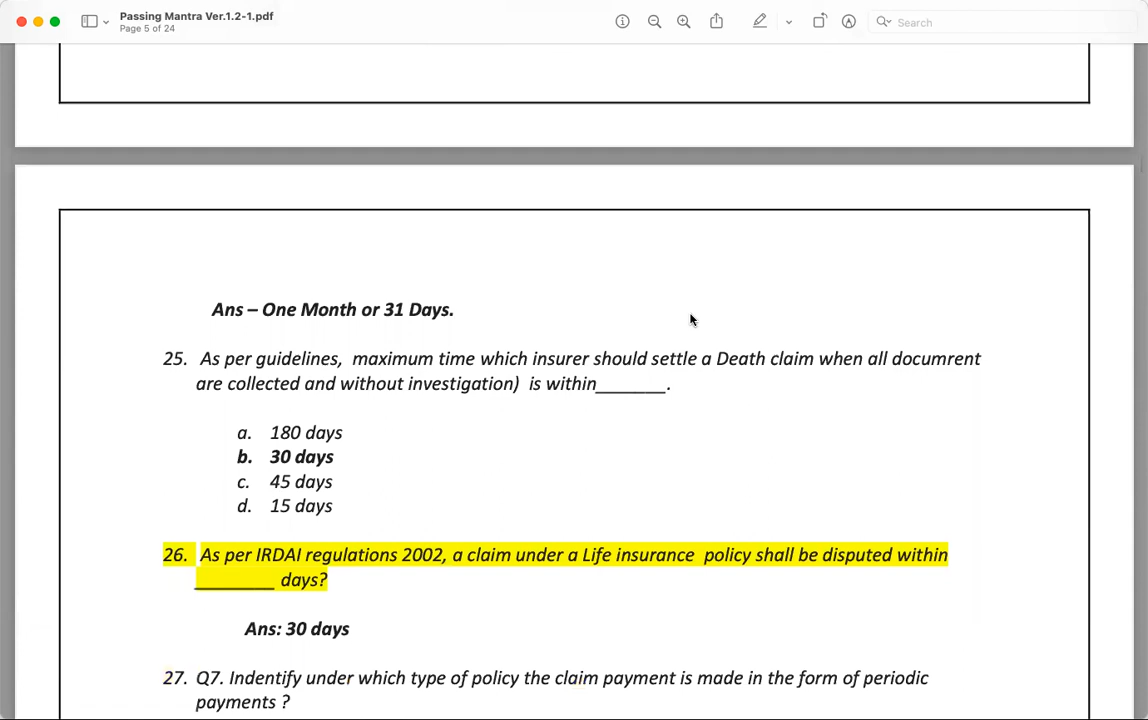 Passing Mantra Ver.1.2-1.pdf
Page 5 of 24
Search
Ans – One Month or 31 Days.
25. As per guidelines, maximum time which insurer should settle a Death claim when all documrent
are collected and without investigation) is within_______.
a. 180 days
b. 30 days
c. 45 days
d. 15 days
26. As per IRDAI regulations 2002, a claim under a Life insurance policy shall be disputed within
________ days?
Ans: 30 days
27. Q7. Indentify under which type of policy the claim payment is made in the form of periodic
payments ?